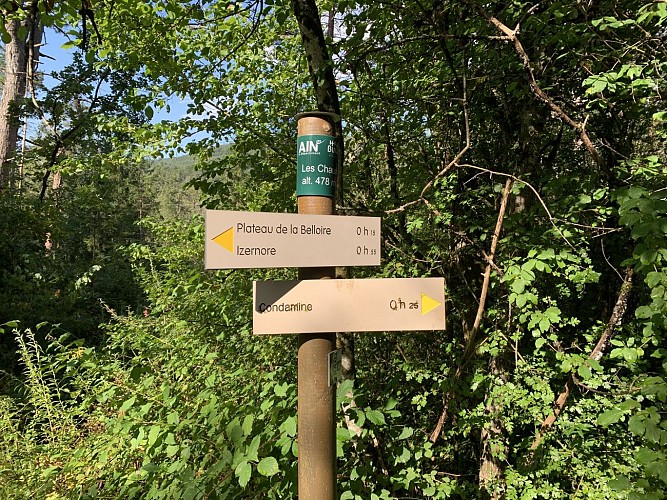 AIN
Les Cha
alt. 478 m
Plateau de la Belloire 0 h 15
Izernore 0 h 55
Condamine 0 h 25